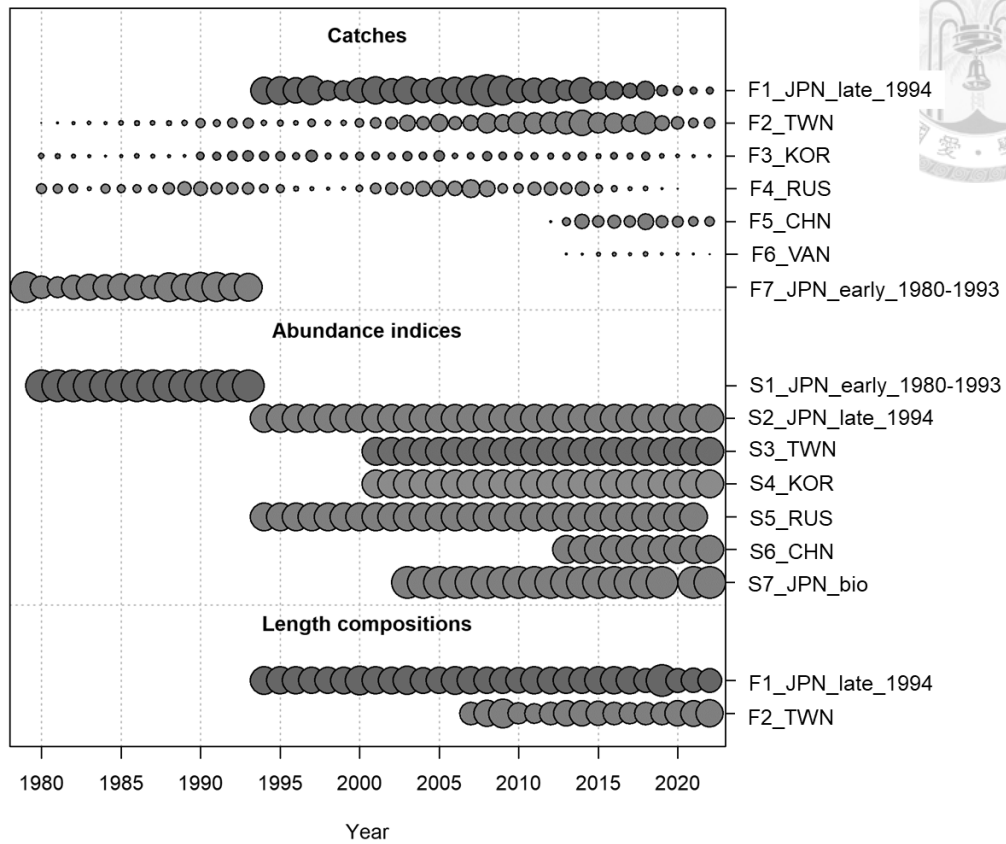 Catches
F1_JPN_late_1994
F2_TWN
F3_KOR
F4_RUS
F5_CHN
F6_VAN
F7_JPN_early_1980-1993
Abundance indices
S1_JPN_early_1980-1993
S2_JPN_late_1994
S3_TWN
S4_KOR
S5_RUS
S6_CHN
S7_JPN_bio
Length compositions
F1_JPN_late_1994
F2_TWN
1980 1985 1990 1995 2000 2005 2010 2015 2020
Year
愛